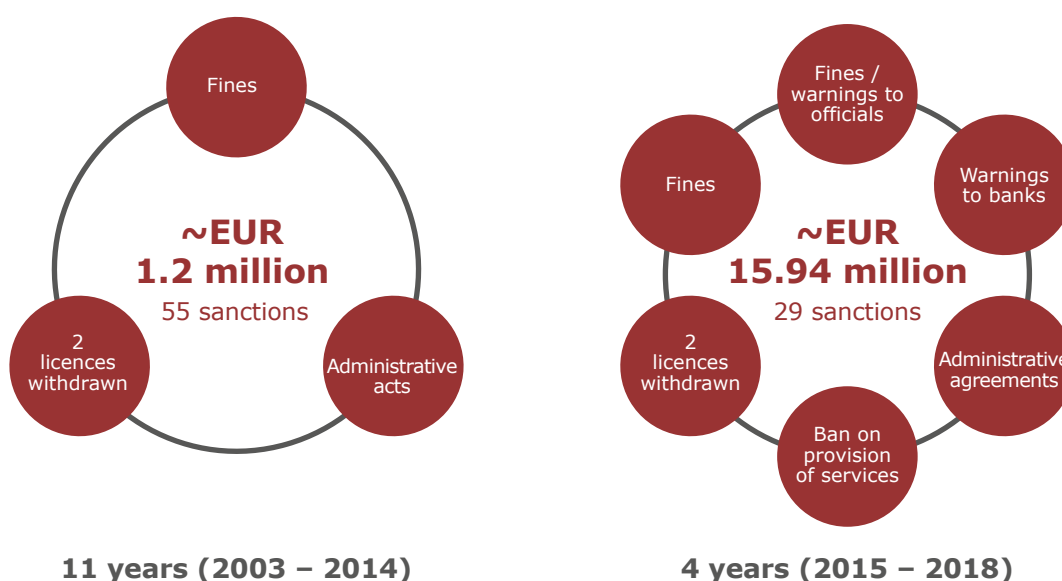 Fines
~EUR
1.2 million
55 sanctions
2
licences
withdrawn
Administrative
acts
11 years (2003 – 2014)
Fines /
warnings to
officials
Fines
Warnings
to banks
~EUR
15.94 million
29 sanctions
2
licences
withdrawn
Administrative
agreements
Ban on
provision
of services
4 years (2015 – 2018)